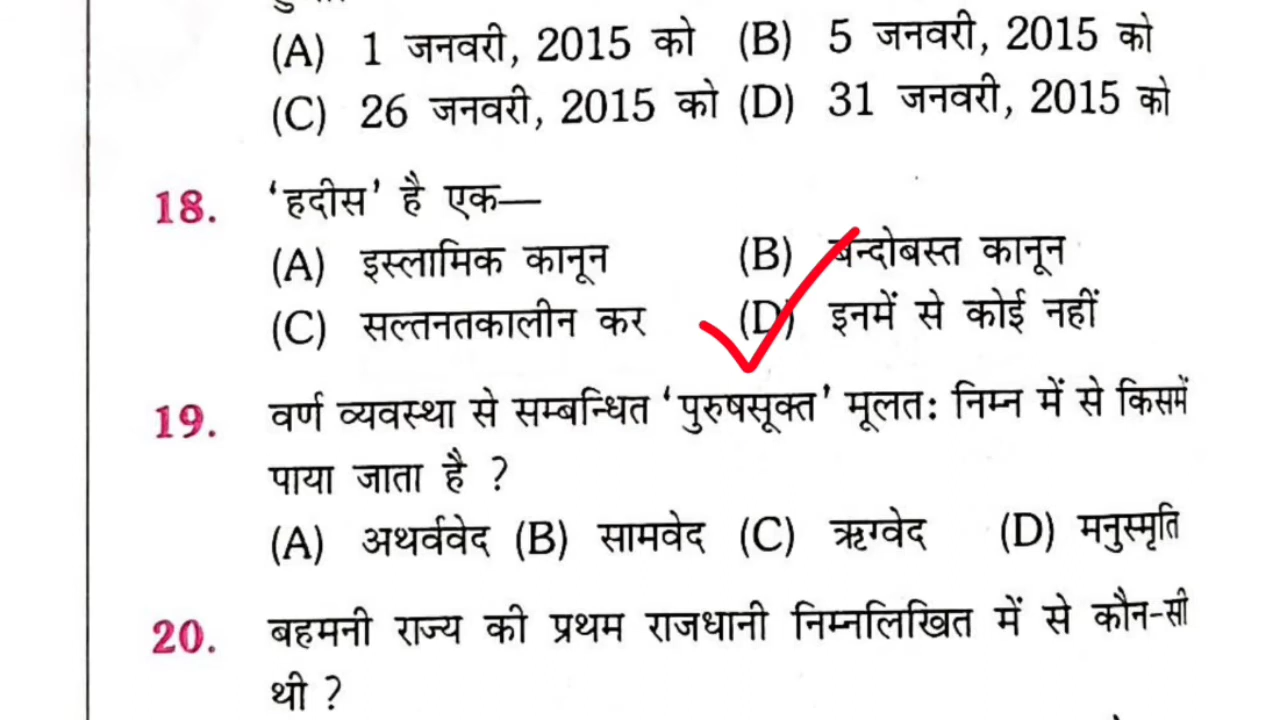 (A) 1 जनवरी, 2015 को (B) 5 जनवरी, 2015 को
(C) 26 जनवरी, 2015 को (D) 31 जनवरी, 2015 को
18. ‘हदीस’ है एक—
(A) इस्लामिक कानून (B) बन्दोबस्त कानून
(C) सल्तनतकालीन कर (D) इनमें से कोई नहीं
19. वर्ण व्यवस्था से सम्बन्धित ‘पुरुषसूक्त’ मूलतः निम्न में से किसमें
पाया जाता है ?
(A) अथर्ववेद (B) सामवेद (C) ऋग्वेद (D) मनुस्मृति
20. बहमनी राज्य की प्रथम राजधानी निम्नलिखित में से कौन-सी
थी ?